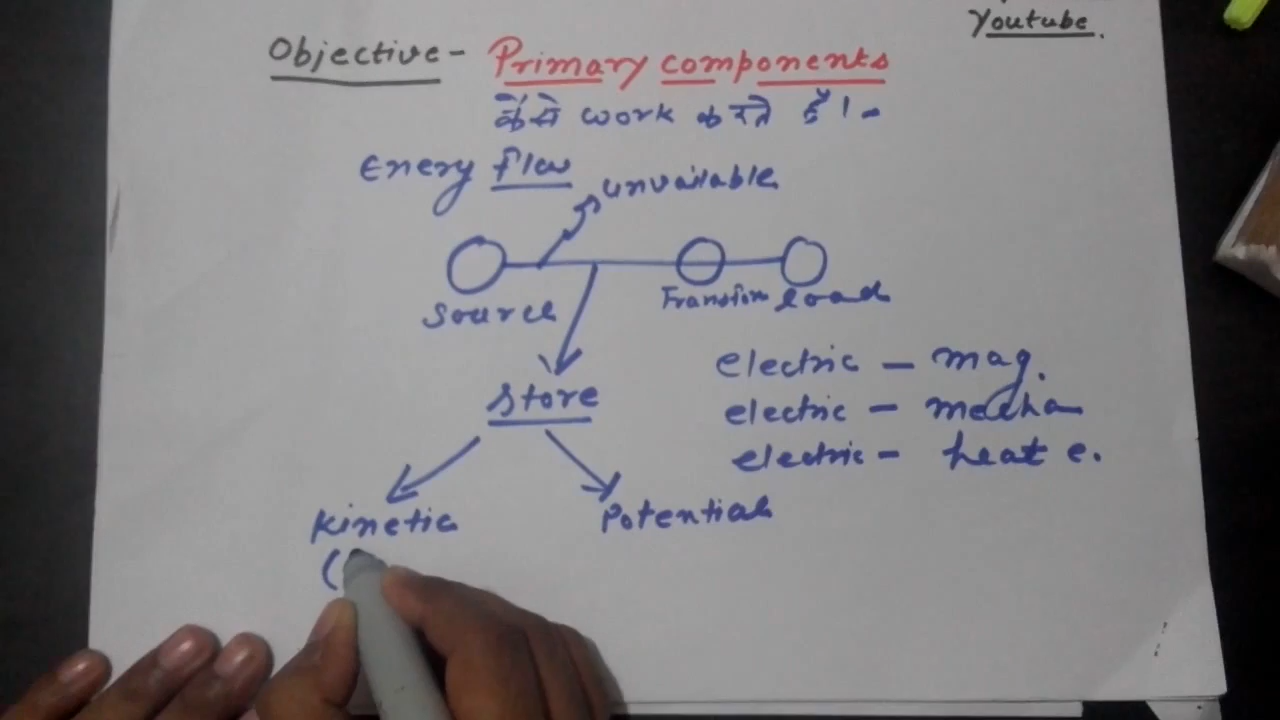 Youtube.
Objective - Primary components
कैसे work करते हैं।
Enery flow
unvailable
Source
Transform load
Store
electric - mag.
electric - mecha
electric - heat e.
Kinetic
Potential
(